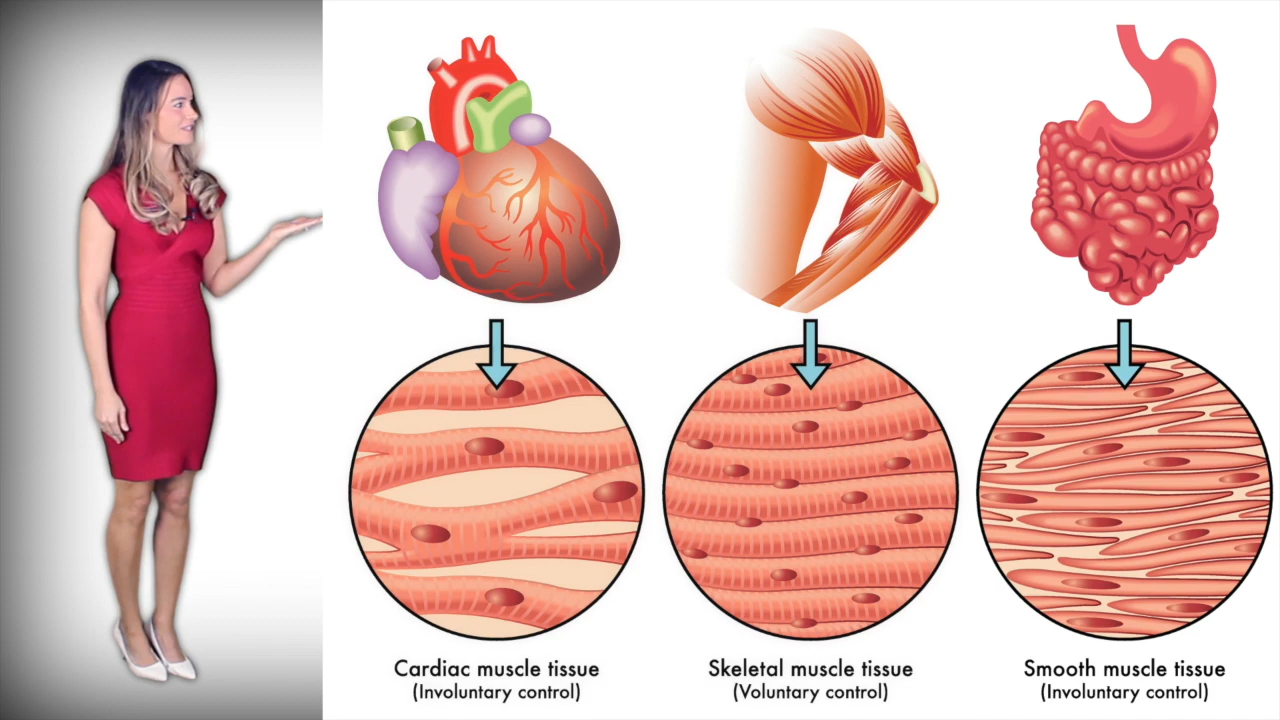 Cardiac muscle tissue
(Involuntary control)
Skeletal muscle tissue
(Voluntary control)
Smooth muscle tissue
(Involuntary control)